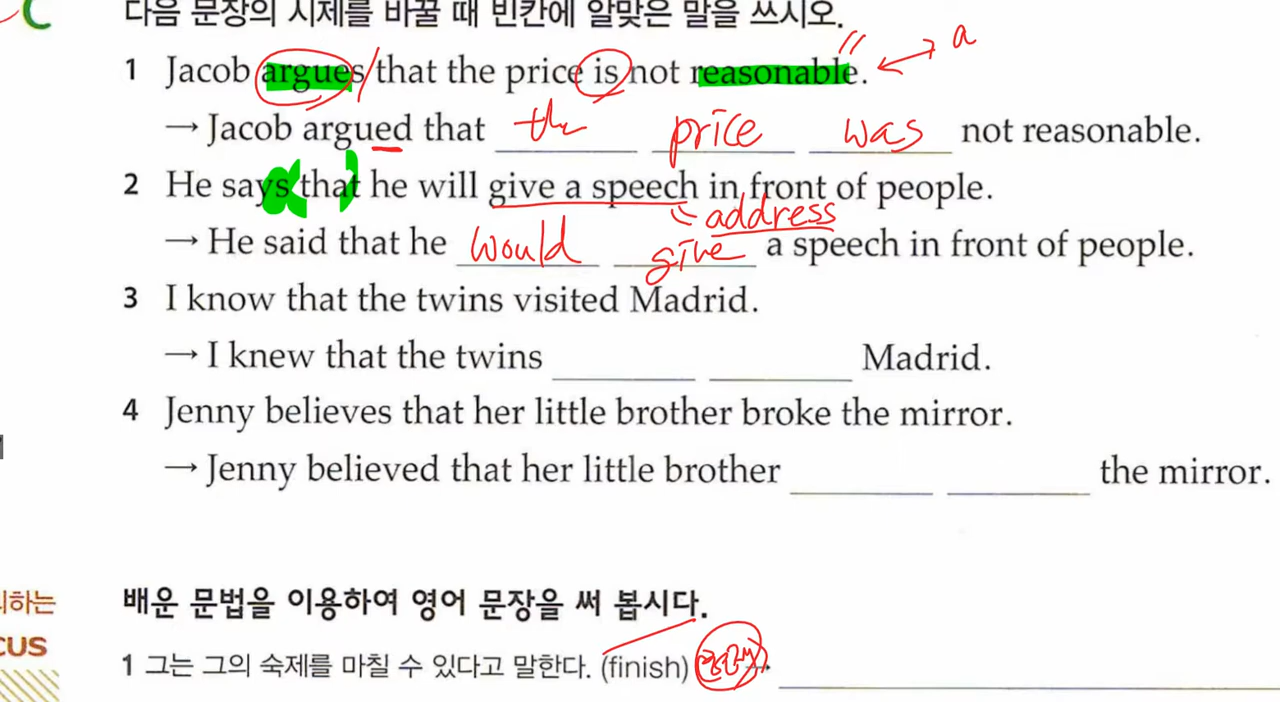 C 다음 문장의 시제를 바꿀 때 빈칸에 알맞은 말을 쓰시오.
1 Jacob argues that the price is not reasonable. a
→ Jacob argued that the price was not reasonable.
2 He says that he will give a speech in front of people.
= address
→ He said that he would give a speech in front of people.
3 I know that the twins visited Madrid.
→ I knew that the twins Madrid.
4 Jenny believes that her little brother broke the mirror.
→ Jenny believed that her little brother the mirror.
하는 배운 문법을 이용하여 영어 문장을 써 봅시다.
CUS
1 그는 그의 숙제를 마칠 수 있다고 말한다. (finish) →